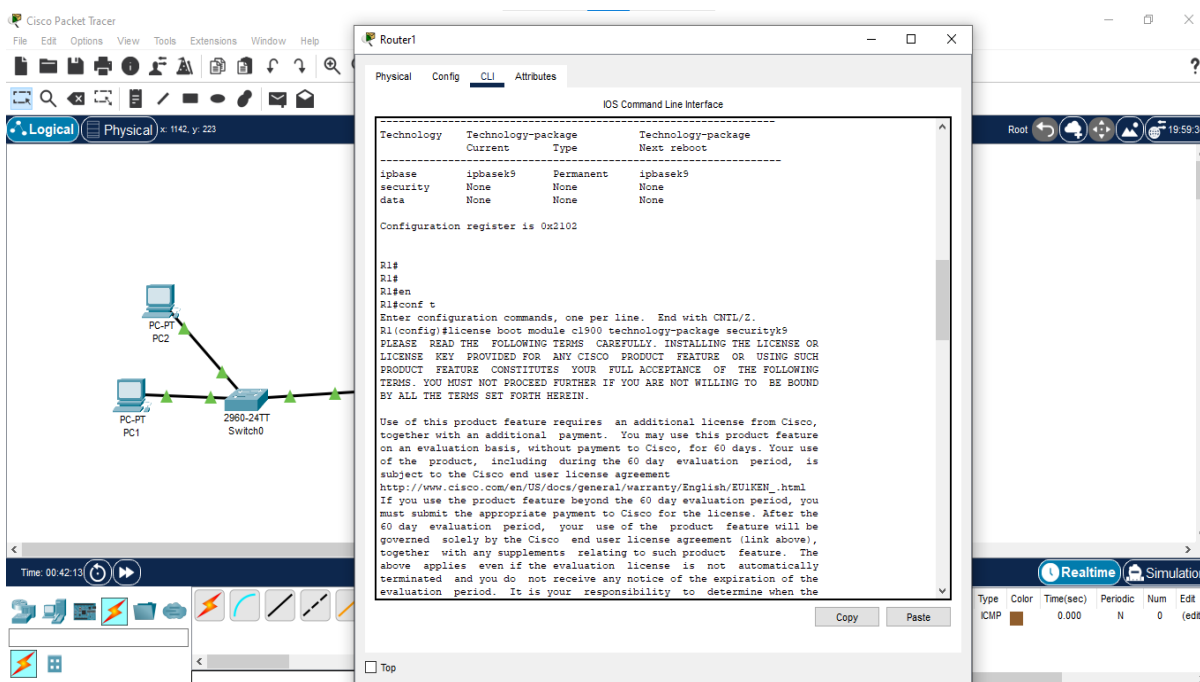 Cisco Packet Tracer
File Edit Options View Tools Extensions Window Help
Logical Physical x: 1142, y: 223
PC-PT
PC2
PC-PT
PC1
2960-24TT
Switch0
Time: 00:42:13
Router1
Physical Config CLI Attributes
IOS Command Line Interface
--------------------------------------------------------------
Technology Technology-package Technology-package
Current Type Next reboot
---------------------------------------------------------------
ipbase ipbasek9 Permanent ipbasek9
security None None None
data None None None
Configuration register is 0x2102
R1#
R1#
R1#en
R1#conf t
Enter configuration commands, one per line. End with CNTL/Z.
R1(config)#license boot module c1900 technology-package securityk9
PLEASE READ THE FOLLOWING TERMS CAREFULLY. INSTALLING THE LICENSE OR
LICENSE KEY PROVIDED FOR ANY CISCO PRODUCT FEATURE OR USING SUCH
PRODUCT FEATURE CONSTITUTES YOUR FULL ACCEPTANCE OF THE FOLLOWING
TERMS. YOU MUST NOT PROCEED FURTHER IF YOU ARE NOT WILLING TO BE BOUND
BY ALL THE TERMS SET FORTH HEREIN.
Use of this product feature requires an additional license from Cisco,
together with an additional payment. You may use this product feature
on an evaluation basis, without payment to Cisco, for 60 days. Your use
of the product, including during the 60 day evaluation period, is
subject to the Cisco end user license agreement
http://www.cisco.com/en/US/docs/general/warranty/English/EU1KEN_.html
If you use the product feature beyond the 60 day evaluation period, you
must submit the appropriate payment to Cisco for the license. After the
60 day evaluation period, your use of the product feature will be
governed solely by the Cisco end user license agreement (link above),
together with any supplements relating to such product feature. The
above applies even if the evaluation license is not automatically
terminated and you do not receive any notice of the expiration of the
evaluation period. It is your responsibility to determine when the
Copy Paste
Top
Root 19:59:3
Realtime Simulation
Type Color Time(sec) Periodic Num Edit
ICMP 0.000 N 0 (edit